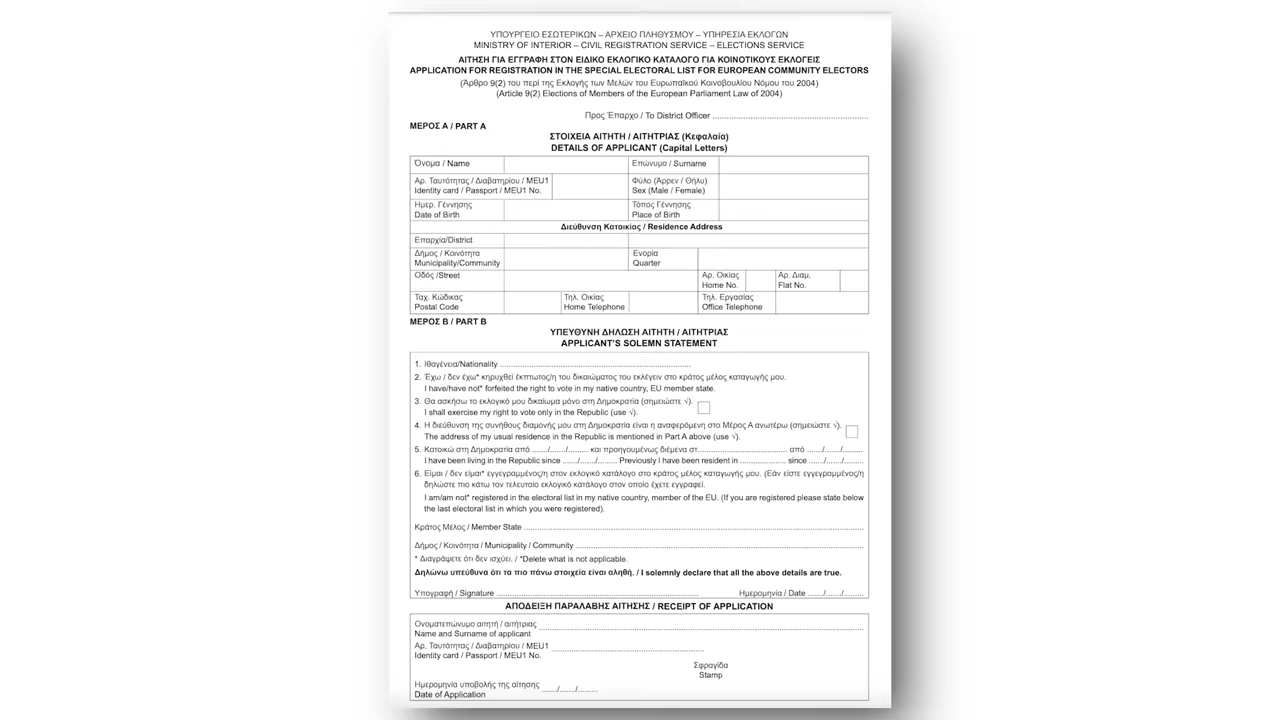 ΥΠΟΥΡΓΕΙΟ ΕΣΩΤΕΡΙΚΩΝ – ΑΡΧΕΙΟ ΠΛΗΘΥΣΜΟΥ – ΥΠΗΡΕΣΙΑ ΕΚΛΟΓΩΝ
MINISTRY OF INTERIOR – CIVIL REGISTRATION SERVICE – ELECTIONS SERVICE
ΑΙΤΗΣΗ ΓΙΑ ΕΓΓΡΑΦΗ ΣΤΟΝ ΕΙΔΙΚΟ ΕΚΛΟΓΙΚΟ ΚΑΤΑΛΟΓΟ ΓΙΑ ΚΟΙΝΟΤΙΚΟΥΣ ΕΚΛΟΓΕΙΣ
APPLICATION FOR REGISTRATION IN THE SPECIAL ELECTORAL LIST FOR EUROPEAN COMMUNITY ELECTORS
(Άρθρο 9(2) του περί της Εκλογής των Μελών του Ευρωπαϊκού Κοινοβουλίου Νόμου του 2004)
(Article 9(2) Elections of Members of the European Parliament Law of 2004)
Προς Έπαρχο / To District Officer ..........................................................
ΜΕΡΟΣ Α / PART A
ΣΤΟΙΧΕΙΑ ΑΙΤΗΤΗ / ΑΙΤΗΤΡΙΑΣ (Κεφαλαία)
DETAILS OF APPLICANT (Capital Letters)
Όνομα / Name Επώνυμο / Surname
Αρ. Ταυτότητας / Διαβατηρίου / MEU1 Φύλο (Άρρεν / Θήλυ)
Identity card / Passport / MEU1 No. Sex (Male / Female)
Ημερ. Γέννησης Τόπος Γέννησης
Date of Birth Place of Birth
Διεύθυνση Κατοικίας / Residence Address
Επαρχία/District
Δήμος / Κοινότητα Ενορία
Municipality/Community Quarter
Οδός /Street Αρ. Οικίας Αρ. Διαμ.
Home No. Flat No.
Ταχ. Κώδικας Τηλ. Οικίας Τηλ. Εργασίας
Postal Code Home Telephone Office Telephone
ΜΕΡΟΣ Β / PART B
ΥΠΕΥΘΥΝΗ ΔΗΛΩΣΗ ΑΙΤΗΤΗ / ΑΙΤΗΤΡΙΑΣ
APPLICANT'S SOLEMN STATEMENT
1. Ιθαγένεια/Nationality ........................................................................
2. Έχω / δεν έχω* κηρυχθεί έκπτωτος/η του δικαιώματος του εκλέγειν στο κράτος μέλος καταγωγής μου.
I have/have not* forfeited the right to vote in my native country, EU member state.
3. Θα ασκήσω το εκλογικό μου δικαίωμα μόνο στη Δημοκρατία (σημειώστε √).
I shall exercise my right to vote only in the Republic (use √).
4. Η διεύθυνση της συνήθους διαμονής μου στη Δημοκρατία είναι η αναφερόμενη στο Μέρος Α ανωτέρω (σημειώστε √).
The address of my usual residence in the Republic is mentioned in Part A above (use √).
5. Κατοικώ στη Δημοκρατία από ......./......./......... και προηγουμένως διέμενα στ.................................. από ....../....../.........
I have been living in the Republic since ....../....../......... Previously I have been resident in .................. since ....../....../.........
6. Είμαι / δεν είμαι* εγγεγραμμένος/η στον εκλογικό κατάλογο στο κράτος μέλος καταγωγής μου. (Εάν είστε εγγεγραμμένος/η
δηλώστε πιο κάτω τον τελευταίο εκλογικό κατάλογο στον οποίο έχετε εγγραφεί.
I am/am not* registered in the electoral list in my native country, member of the EU. (If you are registered please state below
the last electoral list in which you were registered).
Κράτος Μέλος / Member State ..........................................................................................
Δήμος / Κοινότητα / Municipality / Community ..........................................................................................
* Διαγράψετε ότι δεν ισχύει. / *Delete what is not applicable.
Δηλώνω υπεύθυνα ότι τα πιο πάνω στοιχεία είναι αληθή. / I solemnly declare that all the above details are true.
Υπογραφή / Signature ........................................................................ Ημερομηνία / Date ....../....../.........
ΑΠΟΔΕΙΞΗ ΠΑΡΑΛΑΒΗΣ ΑΙΤΗΣΗΣ / RECEIPT OF APPLICATION
Ονοματεπώνυμο αιτητή / αιτήτριας ..........................................................................................
Name and Surname of applicant
Αρ. Ταυτότητας / Διαβατηρίου / MEU1 ............................................................
Identity card / Passport / MEU1 No.
Σφραγίδα
Stamp
Ημερομηνία υποβολής της αίτησης ....../....../.........
Date of Application